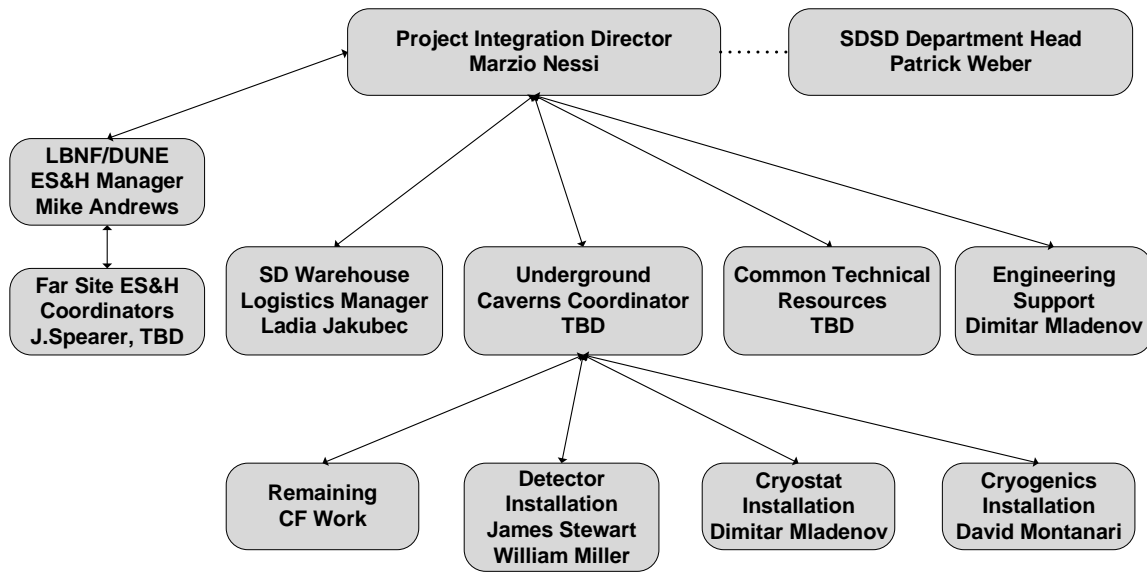 Project Integration Director
Marzio Nessi
SDSD Department Head
Patrick Weber
LBNF/DUNE
ES&H Manager
Mike Andrews
Far Site ES&H
Coordinators
J.Spearer, TBD
SD Warehouse
Logistics Manager
Ladia Jakubec
Underground
Caverns Coordinator
TBD
Common Technical
Resources
TBD
Engineering
Support
Dimitar Mladenov
Remaining
CF Work
Detector
Installation
James Stewart
William Miller
Cryostat
Installation
Dimitar Mladenov
Cryogenics
Installation
David Montanari